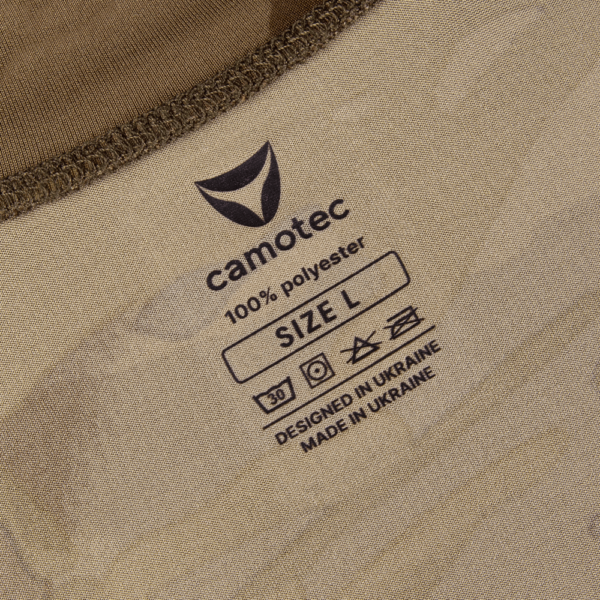 camotec
100% polyester
SIZE L
30
DESIGNED IN UKRAINE
MADE IN UKRAINE